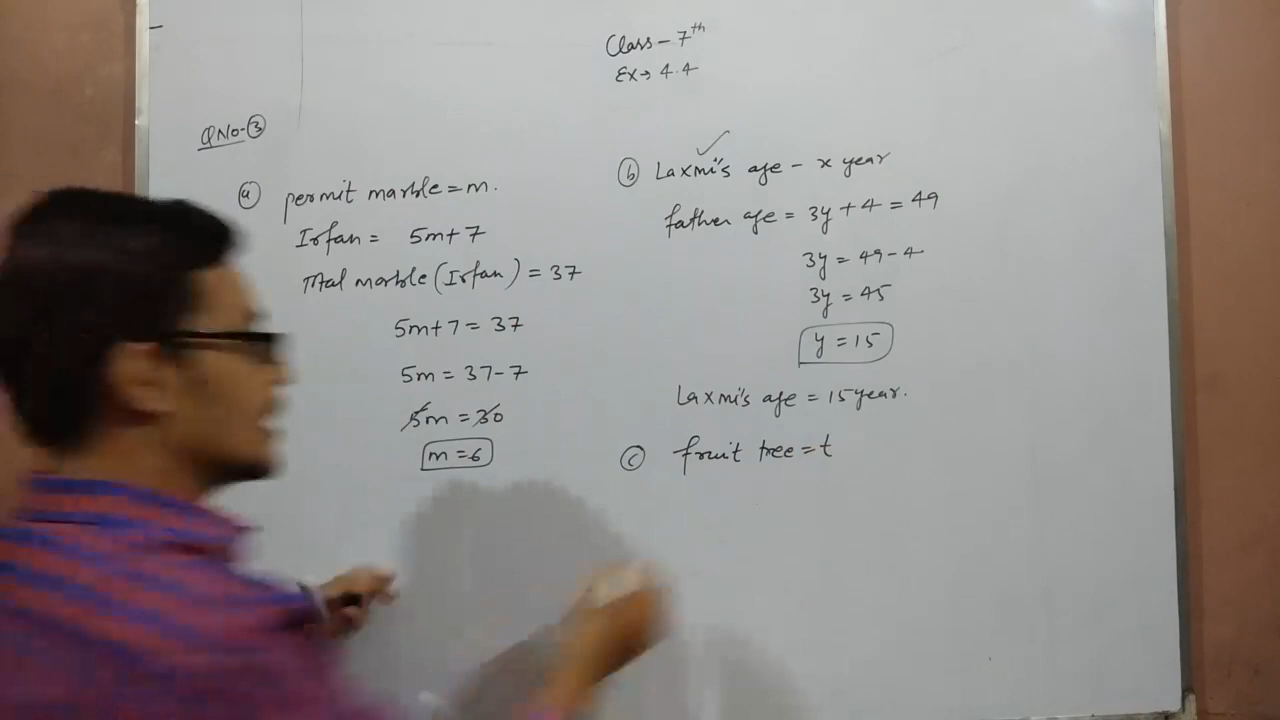 Class - 7th
Ex→ 4.4
QNo-③
ⓐ permit marble = m.
Irfan = 5m+7
Total marble (Irfan) = 37
5m+7 = 37
5m = 37-7
5m = 30
m = 6
ⓑ Laxmi's age - x year
father age = 3y + 4 = 49
3y = 49-4
3y = 45
y = 15
Laxmi's age = 15 year.
ⓒ fruit tree = t